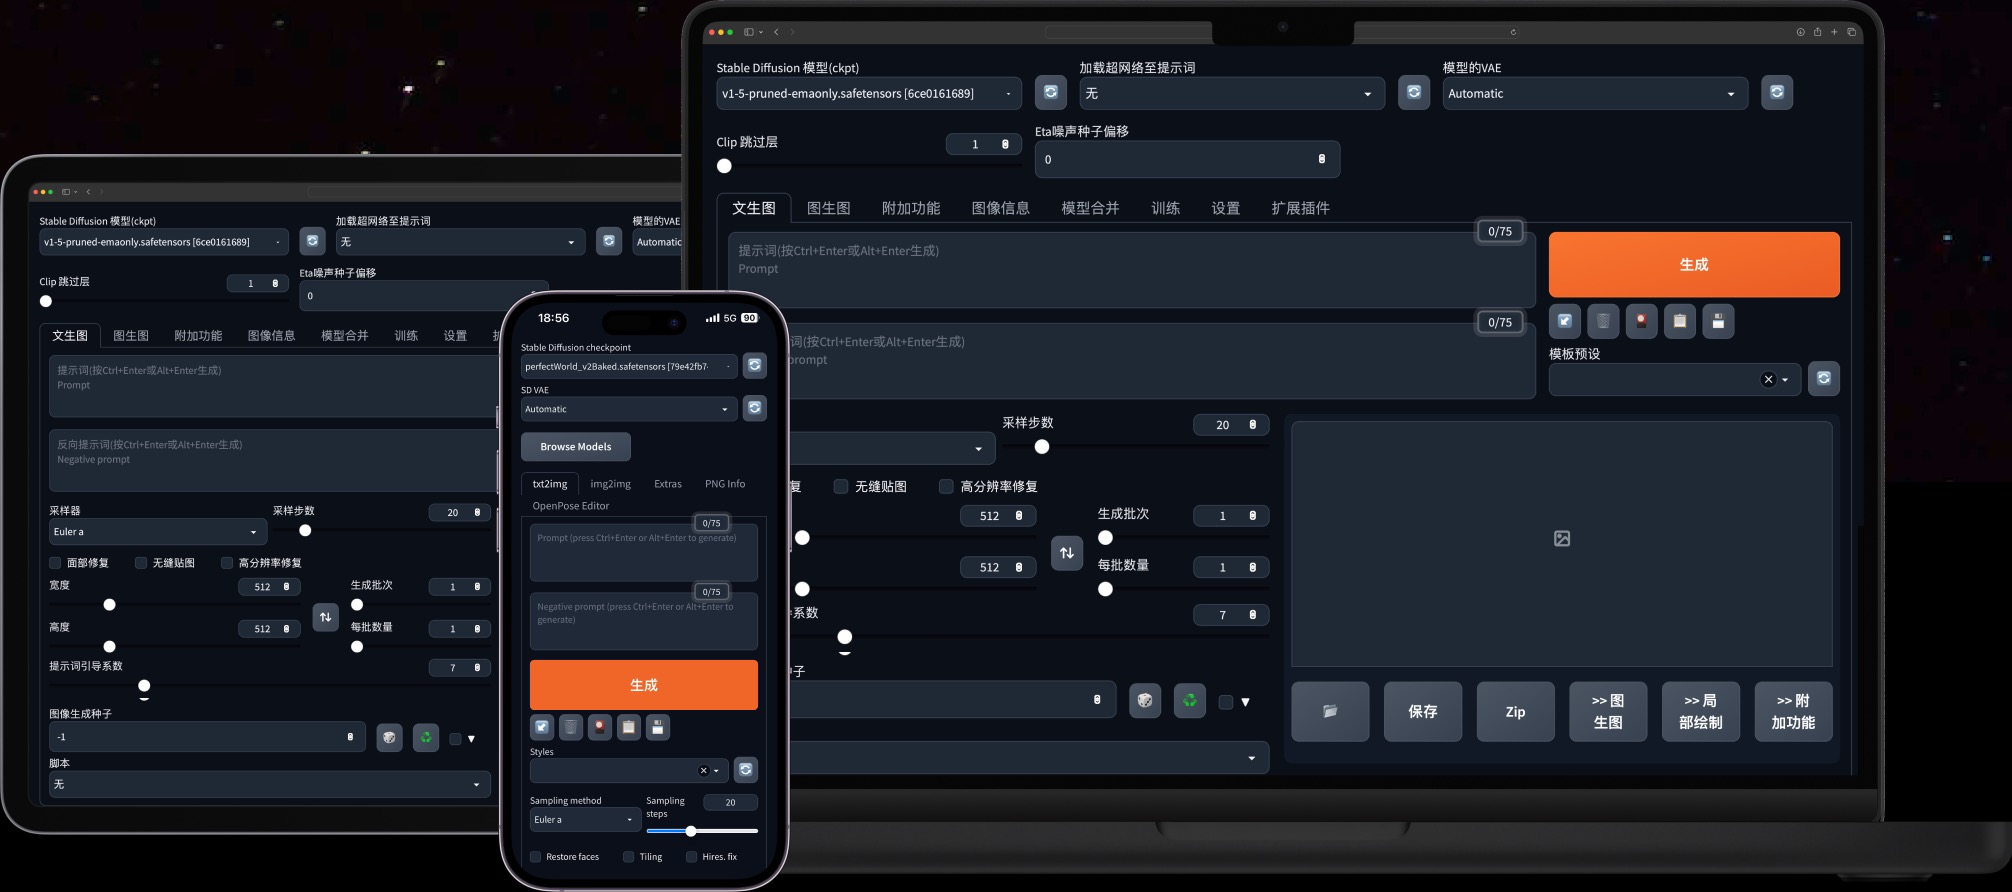 Stable Diffusion 模型(ckpt)
加载超网络至提示词
模型的VAE
v1-5-pruned-emaonly.safetensors [6ce0161689]
无
Automatic
Clip 跳过层
1
Eta噪声种子偏移
0
文生图 图生图 附加功能 图像信息 模型合并 训练 设置 扩展插件
0/75
提示词(按Ctrl+Enter或Alt+Enter生成)
Prompt
生成
0/75
词(按Ctrl+Enter或Alt+Enter生成)
prompt
模板预设
采样步数
20
复
无缝贴图
高分辨率修复
512
生成批次
1
512
每批数量
1
系数
7
子
保存
Zip
>> 图
生图
>> 局
部绘制
>> 附
加功能
Stable Diffusion 模型(ckpt)
加载超网络至提示词
模型的VAE
v1-5-pruned-emaonly.safetensors [6ce0161689]
无
Automatic
Clip 跳过层
1
Eta噪声种子偏移
0
文生图 图生图 附加功能 图像信息 模型合并 训练 设置
提示词(按Ctrl+Enter或Alt+Enter生成)
Prompt
反向提示词(按Ctrl+Enter或Alt+Enter生成)
Negative prompt
采样器
采样步数
20
Euler a
面部修复
无缝贴图
高分辨率修复
宽度
512
生成批次
1
高度
512
每批数量
1
提示词引导系数
7
图像生成种子
-1
脚本
无
18:56
5G 90
Stable Diffusion checkpoint
perfectWorld_v2Baked.safetensors [79e42fb7-
SD VAE
Automatic
Browse Models
txt2img img2img Extras PNG Info
OpenPose Editor
0/75
Prompt (press Ctrl+Enter or Alt+Enter to generate)
0/75
Negative prompt (press Ctrl+Enter or Alt+Enter to
generate)
生成
Styles
Sampling method
Sampling
steps
20
Euler a
Restore faces
Tiling
Hires. fix